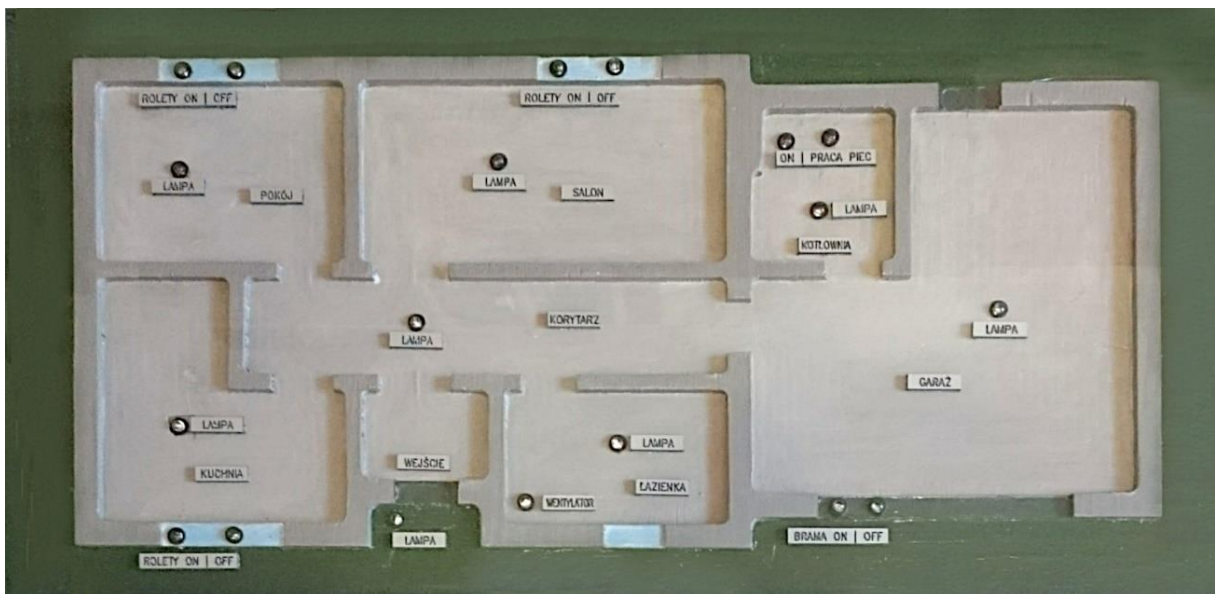 ROLETY ON | OFF
ROLETY ON | OFF
ON | PRACA PIEC
LAMPA
POKÓJ
LAMPA
SALON
LAMPA
KOTŁOWNIA
LAMPA
KORYTARZ
LAMPA
GARAŻ
LAMPA
KUCHNIA
WEJŚCIE
LAMPA
ŁAZIENKA
WENTYLATOR
LAMPA
BRAMA ON | OFF
ROLETY ON | OFF